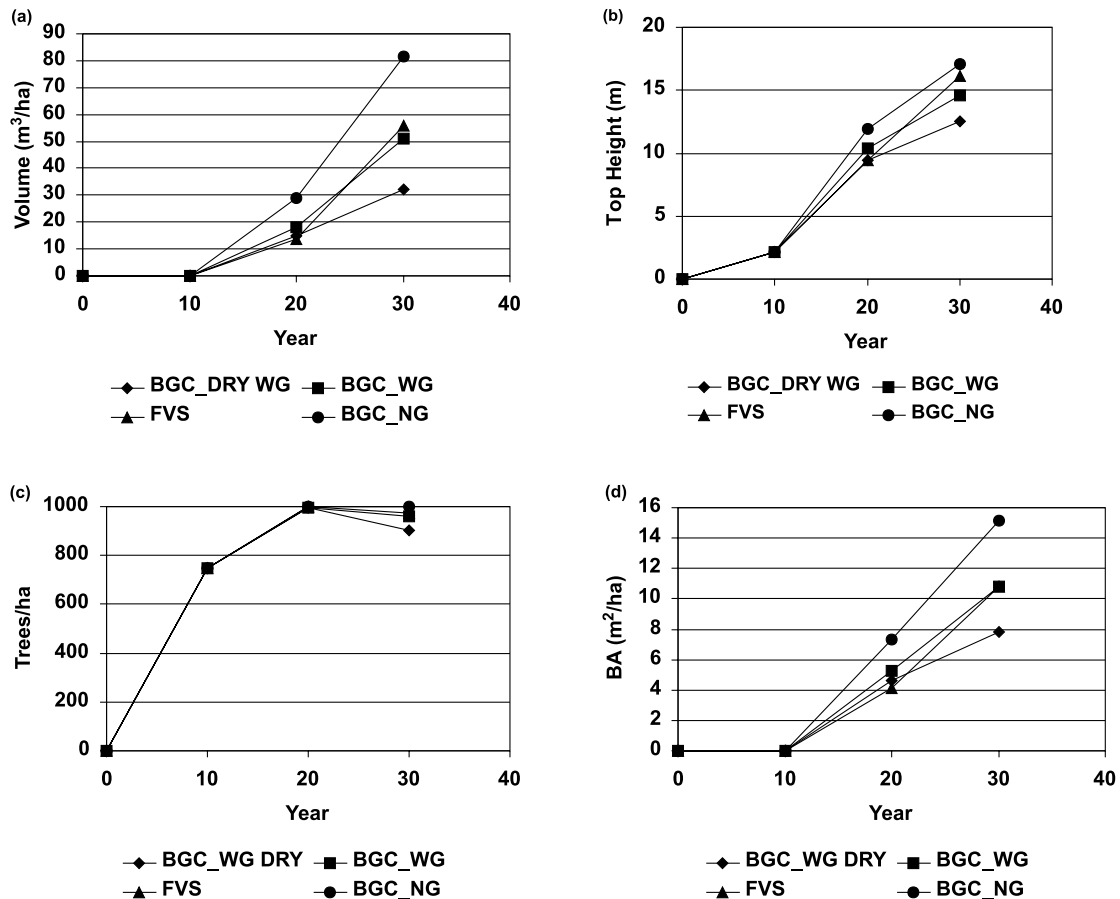 (a)
Volume (m³/ha)
90
80
70
60
50
40
30
20
10
0
0 10 20 30 40
Year
BGC_DRY WG BGC_WG
FVS BGC_NG
(b)
Top Height (m)
20
15
10
5
0
0 10 20 30 40
Year
BGC_DRY WG BGC_WG
FVS BGC_NG
(c)
Trees/ha
1000
800
600
400
200
0
0 10 20 30 40
Year
BGC_WG DRY BGC_WG
FVS BGC_NG
(d)
BA (m²/ha)
16
14
12
10
8
6
4
2
0
0 10 20 30 40
Year
BGC_WG DRY BGC_WG
FVS BGC_NG